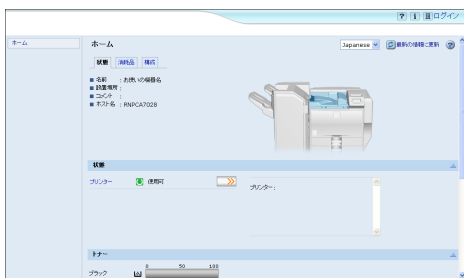 ? i ログイン
ホーム
ホーム
Japanese
最新の情報に更新
?
状態 消耗品 構成
■ 名前 : お使いの機器名
■ 設置場所 :
■ コメント :
■ ホスト名 : RNPCA7028
状態
プリンター 使用可
プリンター :
トナー
0 50 100
ブラック